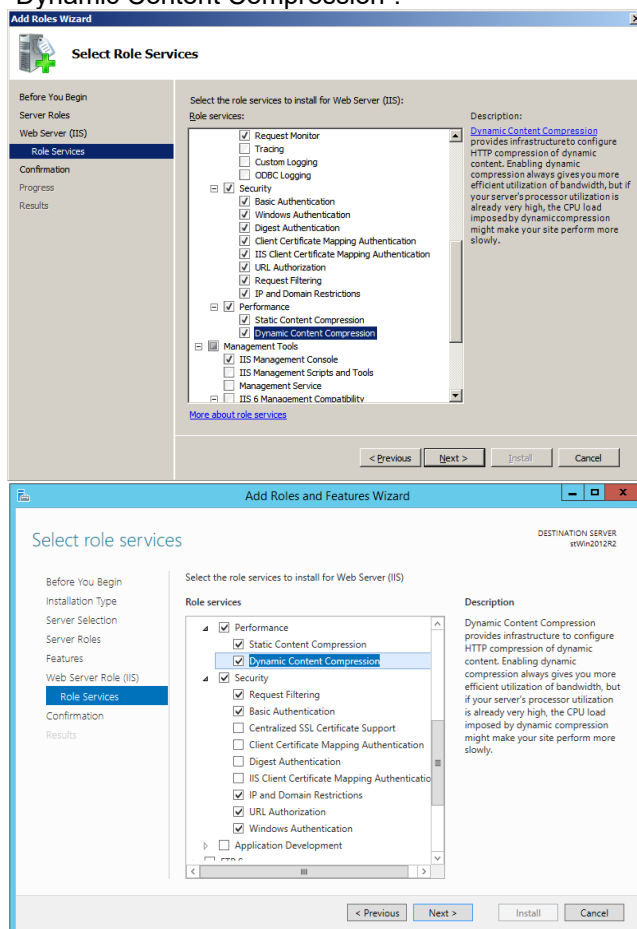 "Dynamic Content Compression".
Add Roles Wizard
Select Role Services
Before You Begin
Server Roles
Web Server (IIS)
Role Services
Confirmation
Progress
Results
Select the role services to install for Web Server (IIS):
Role services:
Request Monitor
Tracing
Custom Logging
ODBC Logging
Security
Basic Authentication
Windows Authentication
Digest Authentication
Client Certificate Mapping Authentication
IIS Client Certificate Mapping Authentication
URL Authorization
Request Filtering
IP and Domain Restrictions
Performance
Static Content Compression
Dynamic Content Compression
Management Tools
IIS Management Console
IIS Management Scripts and Tools
Management Service
IIS 6 Management Compatibility
More about role services
Description:
Dynamic Content Compression
provides infrastructureto configure
HTTP compression of dynamic
content. Enabling dynamic
compression always gives you more
efficient utilization of bandwidth, but if
your server's processor utilization is
already very high, the CPU load
imposed by dynamic compression
might make your site perform more
slowly.
< Previous
Next >
Install
Cancel
Add Roles and Features Wizard
Select role services
DESTINATION SERVER
stWin2012R2
Before You Begin
Installation Type
Server Selection
Server Roles
Features
Web Server Role (IIS)
Role Services
Confirmation
Results
Select the role services to install for Web Server (IIS)
Role services
Performance
Static Content Compression
Dynamic Content Compression
Security
Request Filtering
Basic Authentication
Centralized SSL Certificate Support
Client Certificate Mapping Authentication
Digest Authentication
IIS Client Certificate Mapping Authenticatio
IP and Domain Restrictions
URL Authorization
Windows Authentication
Application Development
Description
Dynamic Content Compression
provides infrastructure to configure
HTTP compression of dynamic
content. Enabling dynamic
compression always gives you more
efficient utilization of bandwidth, but
if your server's processor utilization
is already very high, the CPU load
imposed by dynamic compression
might make your site perform more
slowly.
< Previous
Next >
Install
Cancel